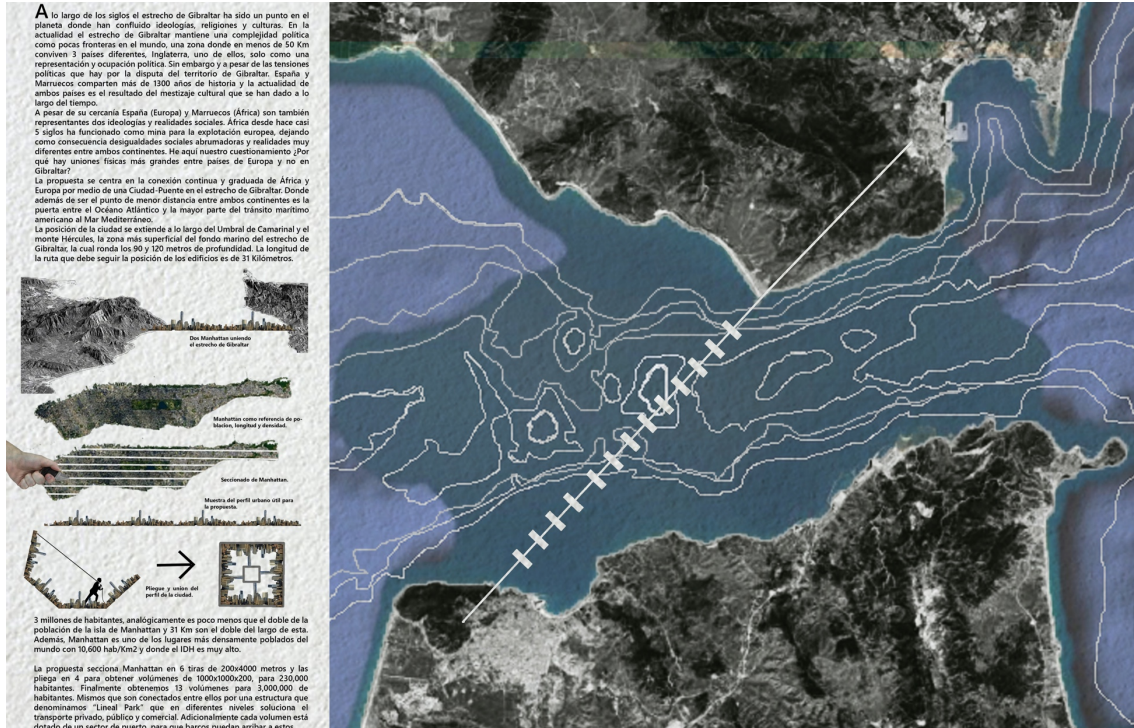 A lo largo de los siglos el estrecho de Gibraltar ha sido un punto en el
planeta donde han confluido ideologías, religiones y culturas. En la
actualidad el estrecho de Gibraltar mantiene una complejidad política
como pocas fronteras en el mundo, una zona donde en menos de 50 Km
conviven 3 países diferentes, Inglaterra, uno de ellos, solo como una
representación y ocupación política. Sin embargo y a pesar de las tensiones
políticas que hay por la disputa del territorio de Gibraltar. España y
Marruecos comparten más de 1300 años de historia y la actualidad de
ambos países es el resultado del mestizaje cultural que se han dado a lo
largo del tiempo.
A pesar de su cercanía España (Europa) y Marruecos (África) son también
representantes dos ideologías y realidades sociales. África desde hace casi
5 siglos ha funcionado como mina para la explotación europea, dejando
como consecuencia desigualdades sociales abrumadoras y realidades muy
diferentes entre ambos continentes. He aquí nuestro cuestionamiento ¿Por
qué hay uniones físicas más grandes entre países de Europa y no en
Gibraltar?
La propuesta se centra en la conexión continua y graduada de África y
Europa por medio de una Ciudad-Puente en el estrecho de Gibraltar. Donde
además de ser el punto de menor distancia entre ambos continentes es la
puerta entre el Océano Atlántico y la mayor parte del tránsito marítimo
americano al Mar Mediterráneo.
La posición de la ciudad se extiende a lo largo del Umbral de Camarinal y el
monte Hércules, la zona más superficial del fondo marino del estrecho de
Gibraltar, la cual ronda los 90 y 120 metros de profundidad. La longitud de
la ruta que debe seguir la posición de los edificios es de 31 Kilómetros.
Dos Manhattan uniendo
el estrecho de Gibraltar
Manhattan como referencia de po-
blacion, longitud y densidad.
Seccionado de Manhattan.
Muestra del perfil urbano útil para
la propuesta.
Pliegue y union del
perfil de la ciudad.
3 millones de habitantes, analógicamente es poco menos que el doble de la
población de la isla de Manhattan y 31 Km son el doble del largo de esta.
Además, Manhattan es uno de los lugares más densamente poblados del
mundo con 10,600 hab/Km2 y donde el IDH es muy alto.
La propuesta secciona Manhattan en 6 tiras de 200x4000 metros y las
pliega en 4 para obtener volúmenes de 1000x1000x200, para 230,000
habitantes. Finalmente obtenemos 13 volúmenes para 3,000,000 de
habitantes. Mismos que son conectados entre ellos por una estructura que
denominamos “Lineal Park” que en diferentes niveles soluciona el
transporte privado, público y comercial. Adicionalmente cada volumen está
dotado de un sector de puerto, para que barcos puedan arribar a estos.